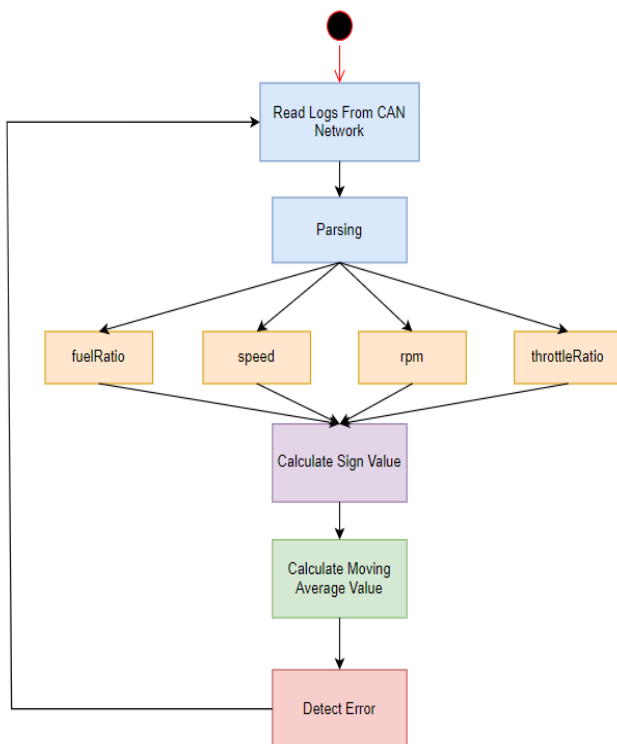 Read Logs From CAN
Network
Parsing
fuelRatio
speed
rpm
throttleRatio
Calculate Sign Value
Calculate Moving
Average Value
Detect Error